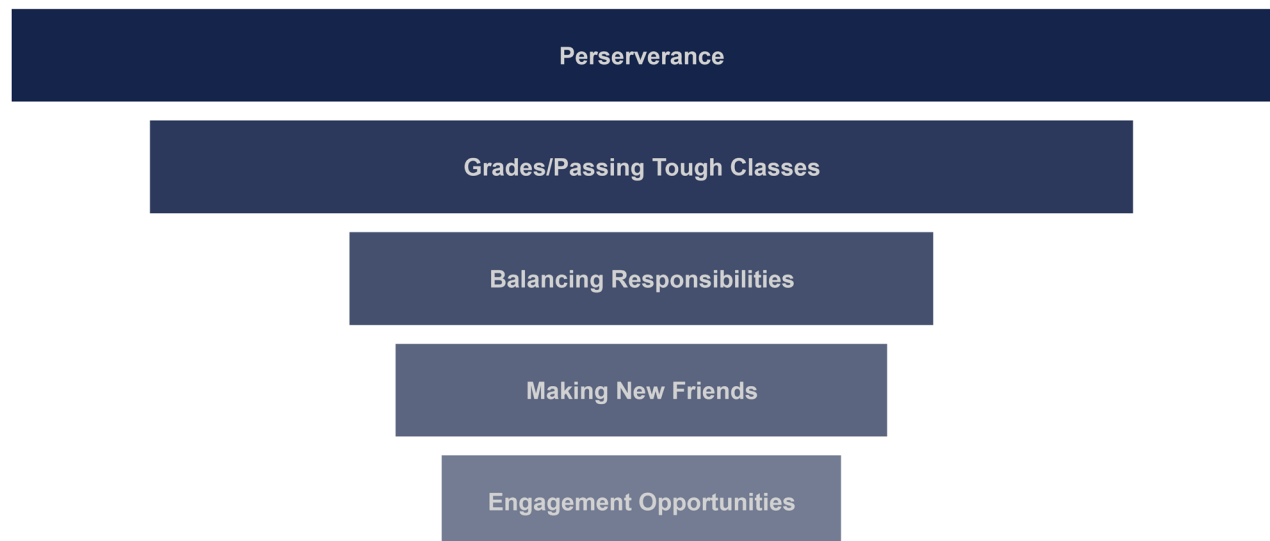 Perserverance
Grades/Passing Tough Classes
Balancing Responsibilities
Making New Friends
Engagement Opportunities